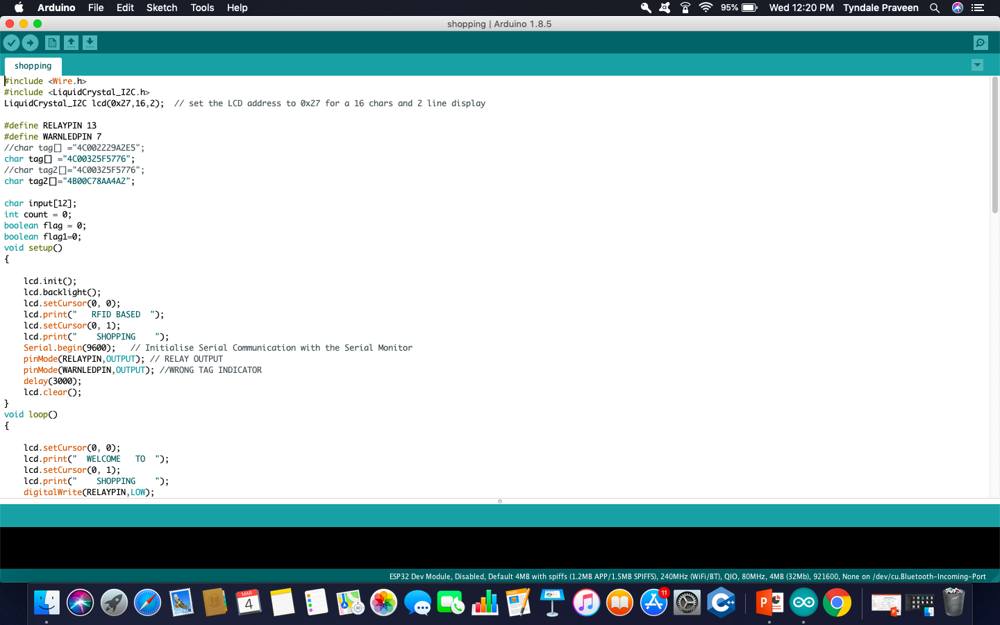 Arduino File Edit Sketch Tools Help 95% Wed 12:20 PM Tyndale Praveen
shopping | Arduino 1.8.5
shopping
#include <Wire.h>
#include <LiquidCrystal_I2C.h>
LiquidCrystal_I2C lcd(0x27,16,2);  // set the LCD address to 0x27 for a 16 chars and 2 line display
#define RELAYPIN 13
#define WARNLEDPIN 7
//char tag[] ="4C002229A2E5";
char tag[] ="4C00325F5776";
//char tag2[]="4C00325F5776";
char tag2[]="4B00C78AA4A2";
char input[12];
int count = 0;
boolean flag = 0;
boolean flag1=0;
void setup()
{
    lcd.init();
    lcd.backlight();
    lcd.setCursor(0, 0);
    lcd.print("   RFID BASED  ");
    lcd.setCursor(0, 1);
    lcd.print("    SHOPPING    ");
    Serial.begin(9600);   // Initialise Serial Communication with the Serial Monitor
    pinMode(RELAYPIN,OUTPUT); // RELAY OUTPUT
    pinMode(WARNLEDPIN,OUTPUT); //WRONG TAG INDICATOR
    delay(3000);
    lcd.clear();
}
void loop()
{
    lcd.setCursor(0, 0);
    lcd.print("  WELCOME   TO  ");
    lcd.setCursor(0, 1);
    lcd.print("    SHOPPING    ");
    digitalWrite(RELAYPIN,LOW);
ESP32 Dev Module, Disabled, Default 4MB with spiffs (1.2MB APP/1.5MB SPIFFS), 240MHz (WiFi/BT), QIO, 80MHz, 4MB (32Mb), 921600, None on /dev/cu.Bluetooth-Incoming-Port
MAR
4
11
C++
P